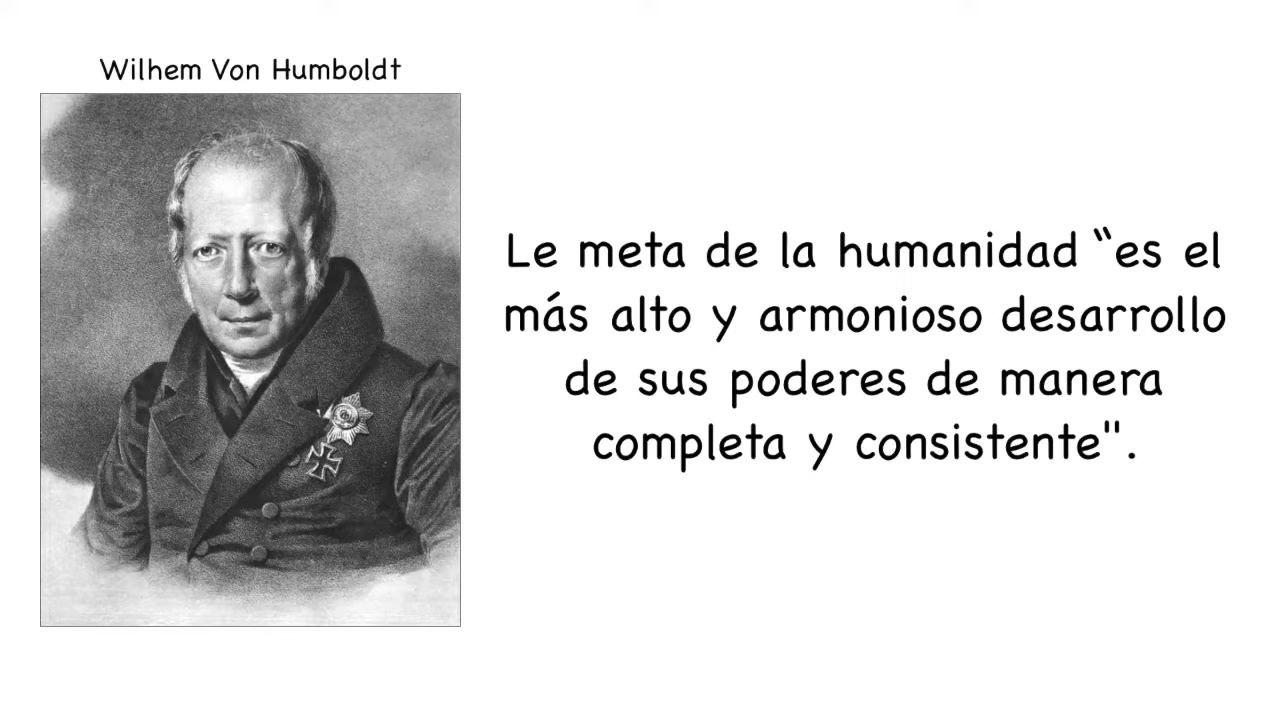 Wilhem Von Humboldt
Le meta de la humanidad “es el
más alto y armonioso desarrollo
de sus poderes de manera
completa y consistente".